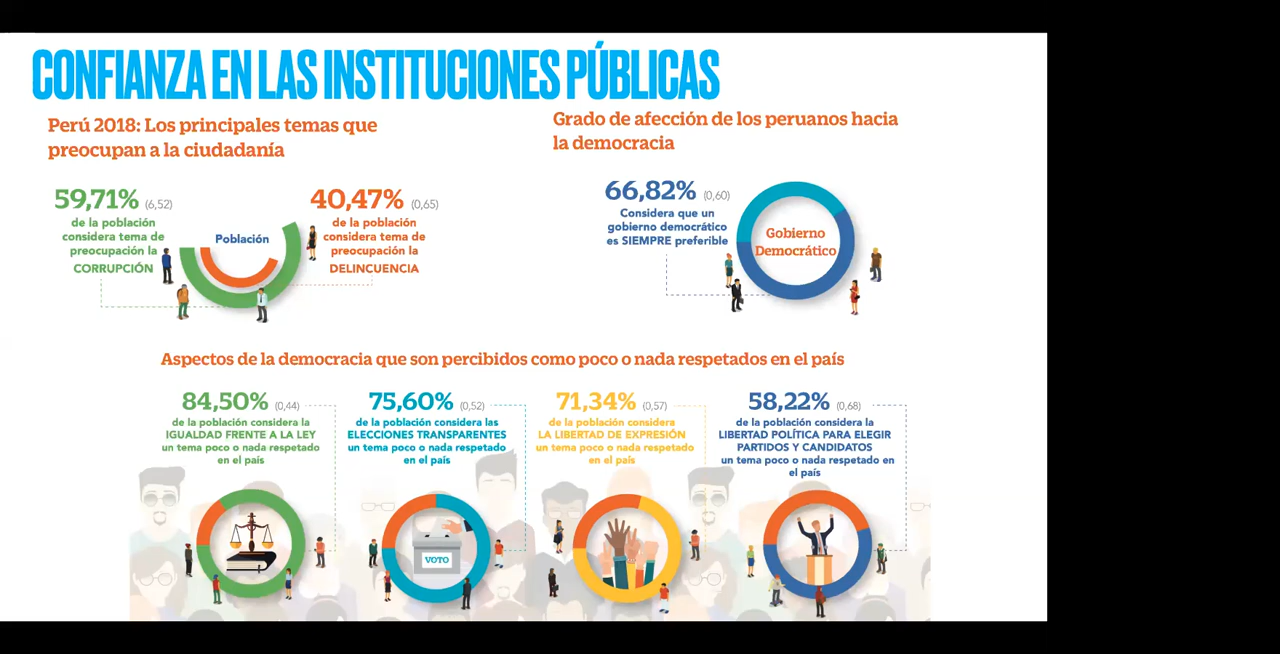 CONFIANZA EN LAS INSTITUCIONES PÚBLICAS
Perú 2018: Los principales temas que
preocupan a la ciudadanía
59,71% (6,52)
de la población
considera tema de
preocupación la
CORRUPCIÓN
Población
40,47% (0,65)
de la población
considera tema de
preocupación la
DELINCUENCIA
Grado de afección de los peruanos hacia
la democracia
66,82% (0,60)
Considera que un
gobierno democrático
es SIEMPRE preferible
Gobierno
Democrático
Aspectos de la democracia que son percibidos como poco o nada respetados en el país
84,50% (0,44)
de la población considera la
IGUALDAD FRENTE A LA LEY
un tema poco o nada respetado
en el país
75,60% (0,52)
de la población considera las
ELECCIONES TRANSPARENTES
un tema poco o nada respetado
en el país
VOTO
71,34% (0,57)
de la población considera
LA LIBERTAD DE EXPRESIÓN
un tema poco o nada respetado
en el país
58,22% (0,68)
de la población considera la
LIBERTAD POLÍTICA PARA ELEGIR
PARTIDOS Y CANDIDATOS
un tema poco o nada respetado en
el país